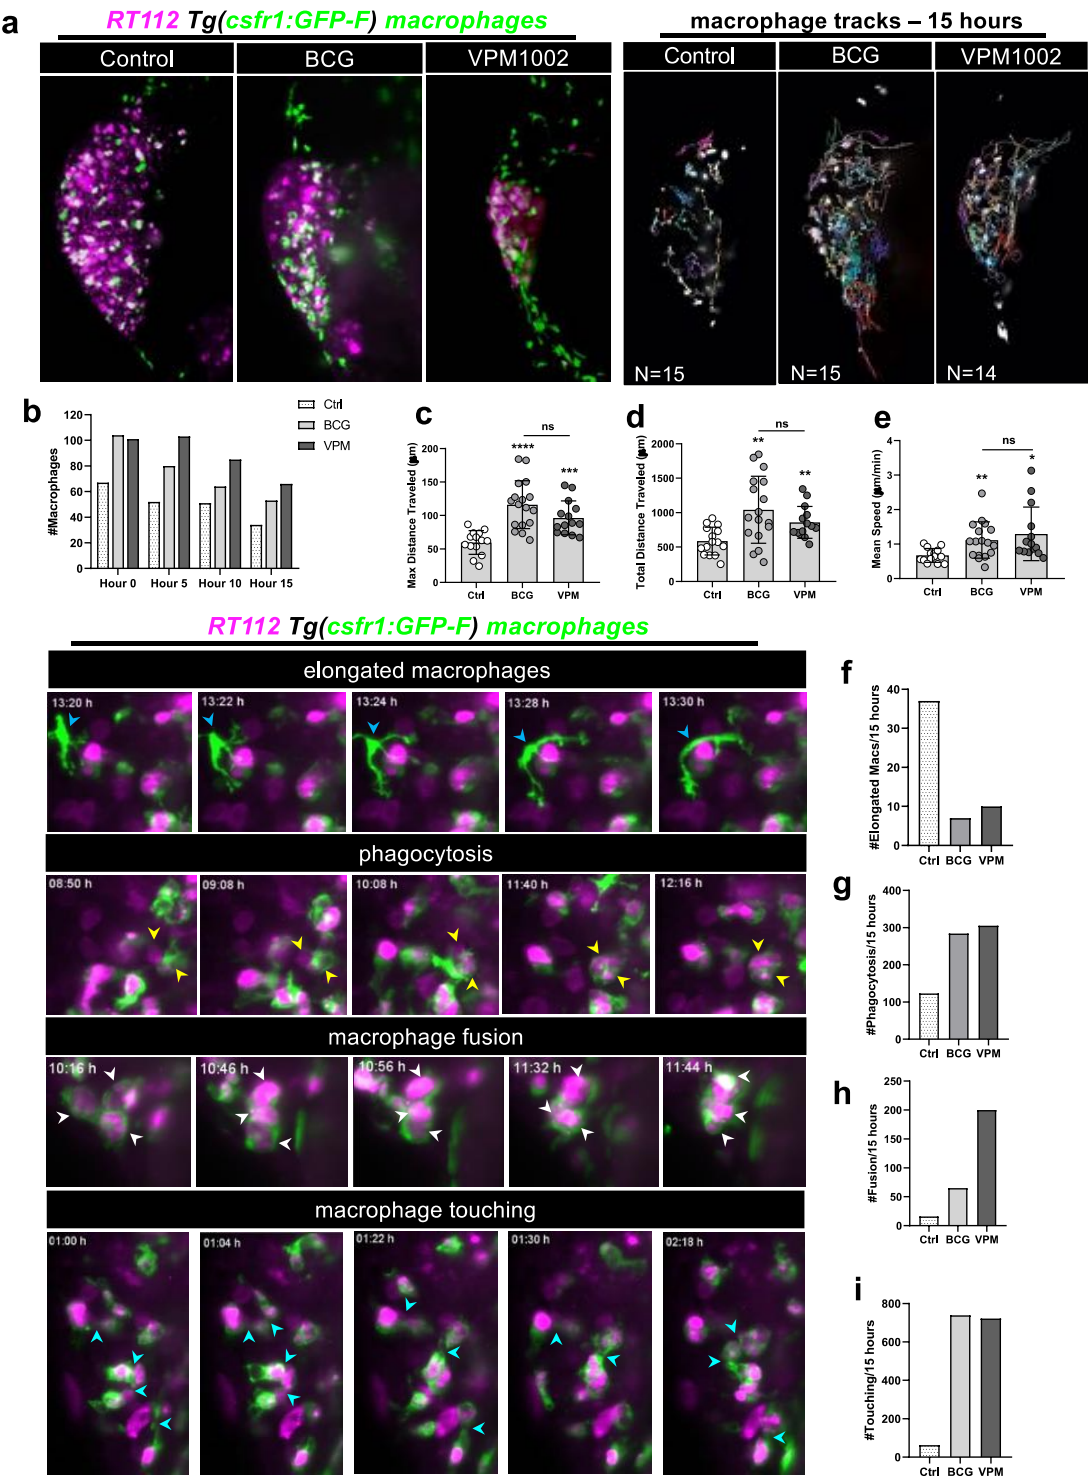 a
RT112 Tg(csfr1:GFP-F) macrophages
macrophage tracks – 15 hours
Control
BCG
VPM1002
Control
BCG
VPM1002
N=15
N=15
N=14
b
#Macrophages
120
100
80
60
40
20
0
Hour 0
Hour 5
Hour 10
Hour 15
Ctrl
BCG
VPM
c
Max Distance Traveled
200
150
100
50
0
ns
****
***
Ctrl
BCG
VPM
d
Total Distance Traveled
2000
1500
1000
500
0
ns
**
**
Ctrl
BCG
VPM
e
Mean Speed
4
3
2
1
0
ns
**
*
Ctrl
BCG
VPM
RT112 Tg(csfr1:GFP-F) macrophages
elongated macrophages
13:20 h
13:22 h
13:24 h
13:28 h
13:30 h
phagocytosis
08:50 h
09:08 h
10:08 h
11:40 h
12:16 h
macrophage fusion
10:16 h
10:46 h
10:56 h
11:32 h
11:44 h
macrophage touching
01:00 h
01:04 h
01:22 h
01:30 h
02:18 h
f
#Elongated Macs/15 hours
40
30
20
10
0
Ctrl
BCG
VPM
g
#Phagocytosis/15 hours
400
300
200
100
0
Ctrl
BCG
VPM
h
#Fusion/15 hours
250
200
150
100
50
0
Ctrl
BCG
VPM
i
#Touching/15 hours
800
600
400
200
0
Ctrl
BCG
VPM